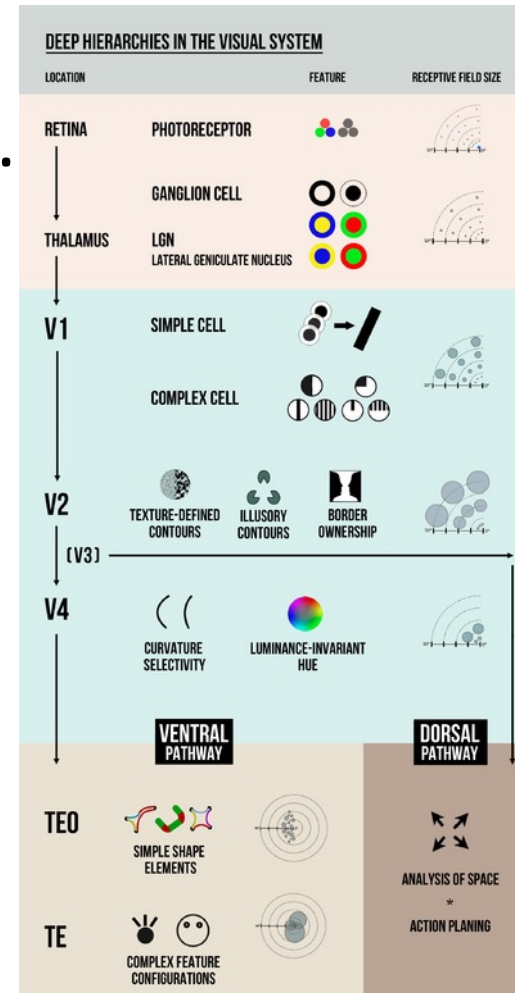 DEEP HIERARCHIES IN THE VISUAL SYSTEM
LOCATION
FEATURE
RECEPTIVE FIELD SIZE
RETINA
PHOTORECEPTOR
GANGLION CELL
THALAMUS
LGN
LATERAL GENICULATE NUCLEUS
V1
SIMPLE CELL
COMPLEX CELL
V2
TEXTURE-DEFINED
CONTOURS
ILLUSORY
CONTOURS
BORDER
OWNERSHIP
(V3)
V4
CURVATURE
SELECTIVITY
LUMINANCE-INVARIANT
HUE
VENTRAL
PATHWAY
DORSAL
PATHWAY
TEO
SIMPLE SHAPE
ELEMENTS
ANALYSIS OF SPACE
*
ACTION PLANING
TE
COMPLEX FEATURE
CONFIGURATIONS